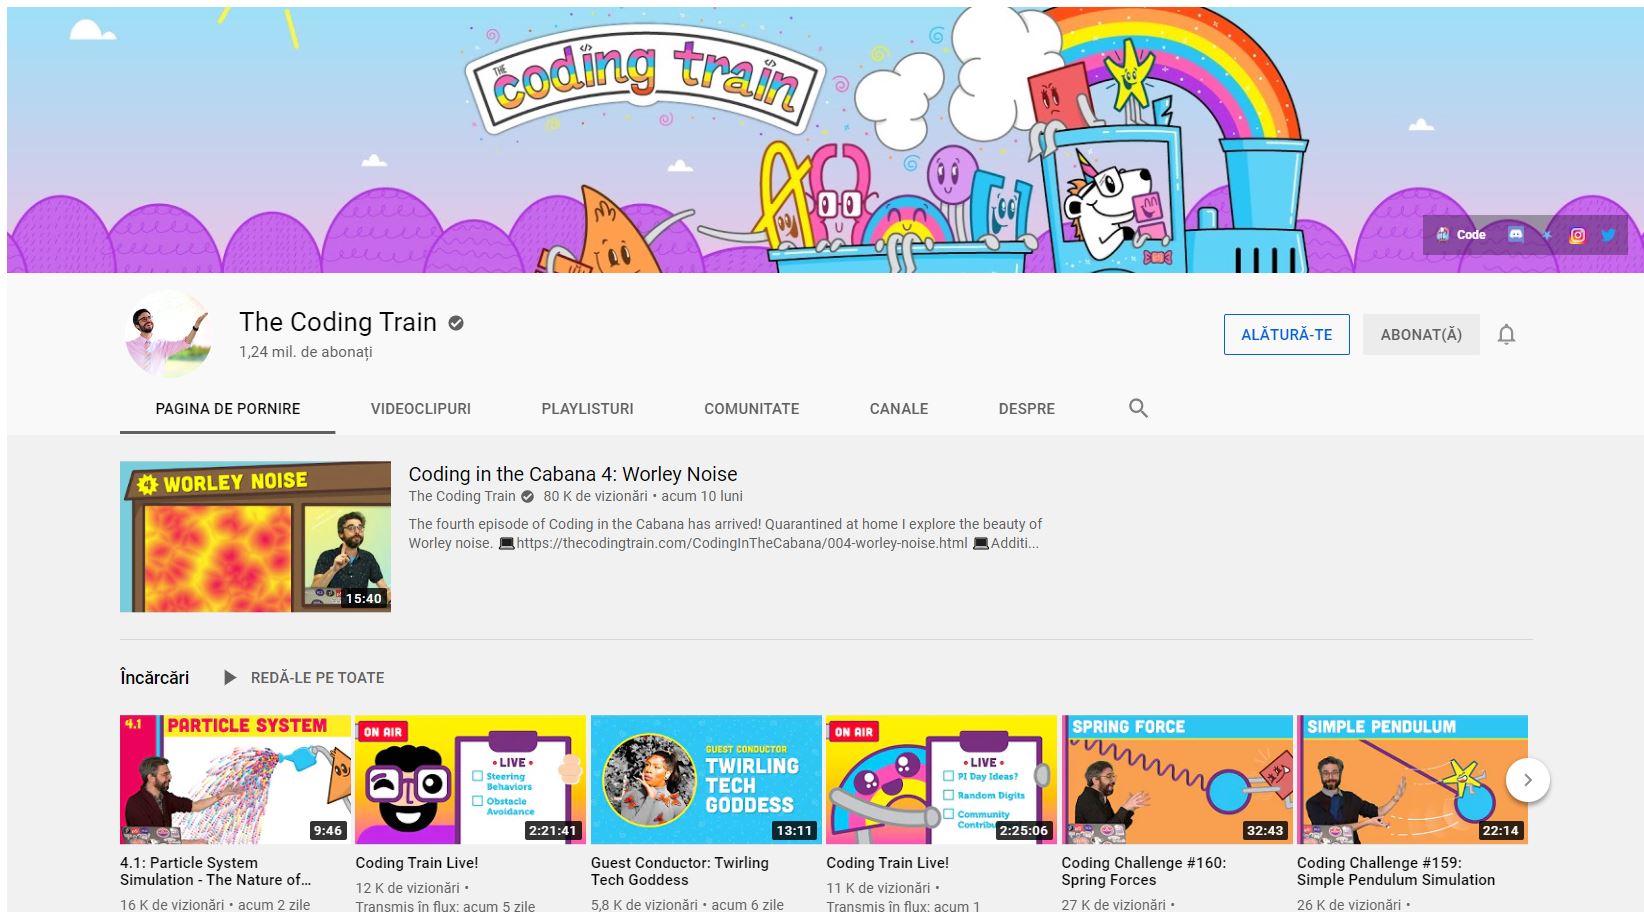 THE coding train
Code
The Coding Train
1,24 mil. de abonați
ALĂTURĂ-TE
ABONAT(Ă)
PAGINA DE PORNIRE
VIDEOCLIPURI
PLAYLISTURI
COMUNITATE
CANALE
DESPRE
4 WORLEY NOISE
15:40
Coding in the Cabana 4: Worley Noise
The Coding Train 80 K de vizionări • acum 10 luni
The fourth episode of Coding in the Cabana has arrived! Quarantined at home I explore the beauty of
Worley noise. 💻https://thecodingtrain.com/CodingInTheCabana/004-worley-noise.html 💻Additi...
Încărcări
REDĂ-LE PE TOATE
4.1 PARTICLE SYSTEM
9:46
4.1: Particle System
Simulation - The Nature of...
16 K de vizionări • acum 2 zile
ON AIR
• LIVE •
Steering
Behaviors
Obstacle
Avoidance
2:21:41
Coding Train Live!
12 K de vizionări •
Transmis în flux: acum 5 zile
GUEST CONDUCTOR
TWIRLING
TECH
GODDESS
13:11
Guest Conductor: Twirling
Tech Goddess
5,8 K de vizionări • acum 6 zile
ON AIR
• LIVE •
PI Day Ideas?
Random Digits
Community
2:25:06
Coding Train Live!
11 K de vizionări •
Transmis în flux: acum 1
SPRING FORCE
32:43
Coding Challenge #160:
Spring Forces
27 K de vizionări •
SIMPLE PENDULUM
22:14
Coding Challenge #159:
Simple Pendulum Simulation
26 K de vizionări •